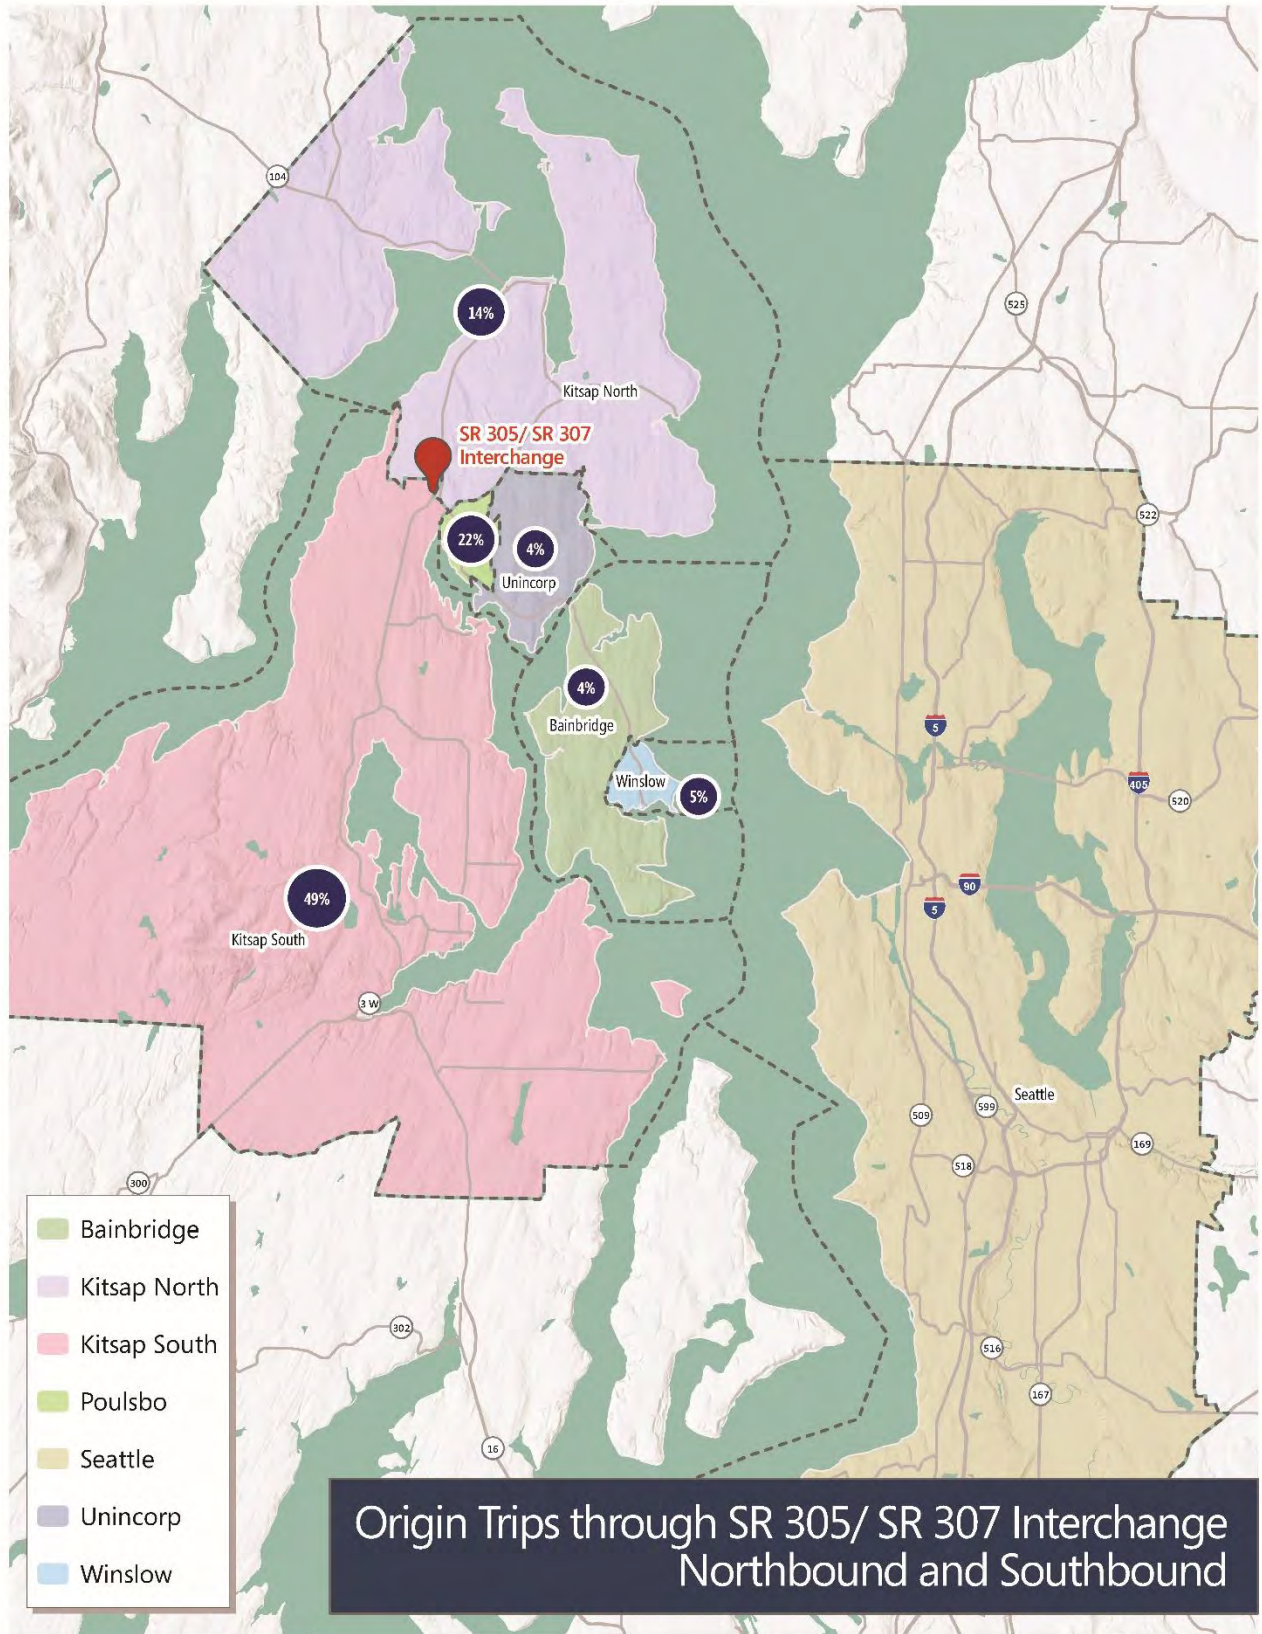 104
14%
525
Kitsap North
SR 305/ SR 307
Interchange
522
22%
4%
Unincorp
4%
Bainbridge
5
Winslow
5%
405
520
90
49%
5
Kitsap South
3 W
Seattle
599
509
169
518
300
302
516
167
16
Bainbridge
Kitsap North
Kitsap South
Poulsbo
Seattle
Unincorp
Winslow
Origin Trips through SR 305/ SR 307 Interchange
Northbound and Southbound